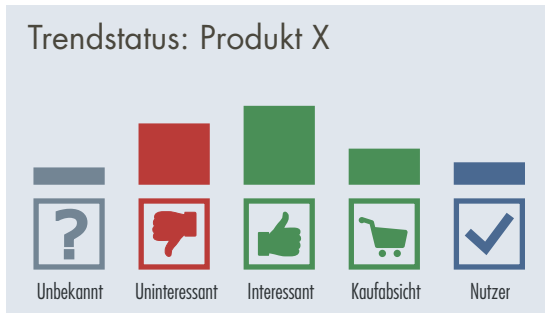 Trendstatus: Produkt X
?
Unbekannt Uninteressant Interessant Kaufabsicht Nutzer